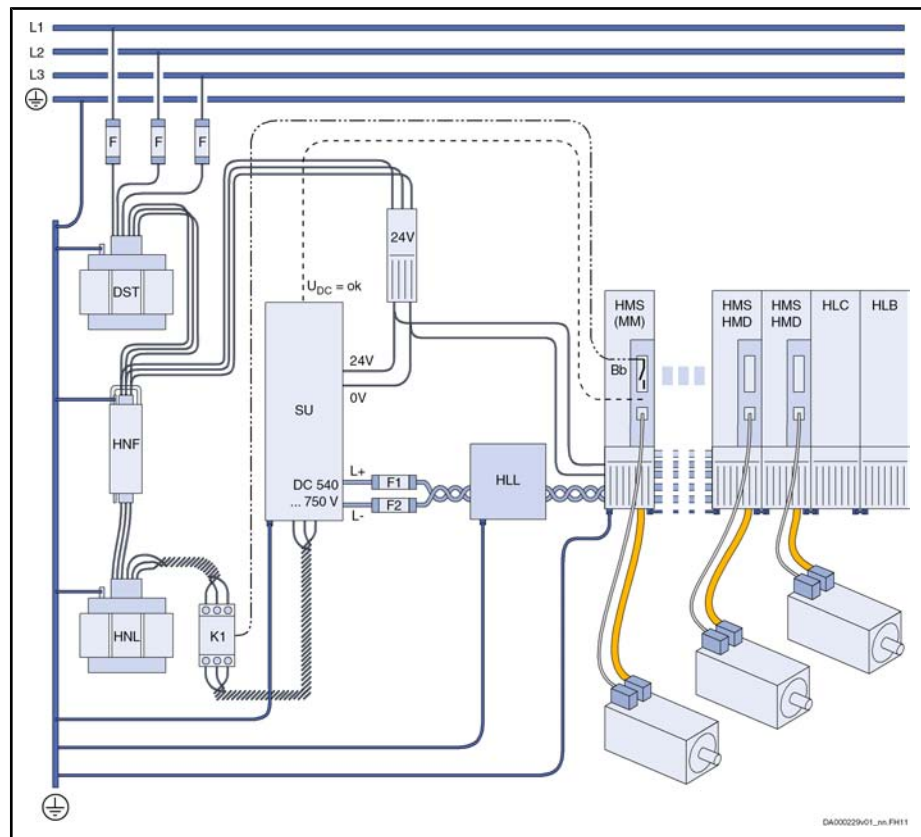 L1
L2
L3
F F F
24V
DST
U_DC = ok
HMS
(MM)
HMS
HMD
HMS
HMD
HLC
HLB
Bb
24V
0V
SU
HNF
L+
F1
HLL
DC 540
... 750 V
F2
L-
HNL
K1
DA000229v01_nn.FH11